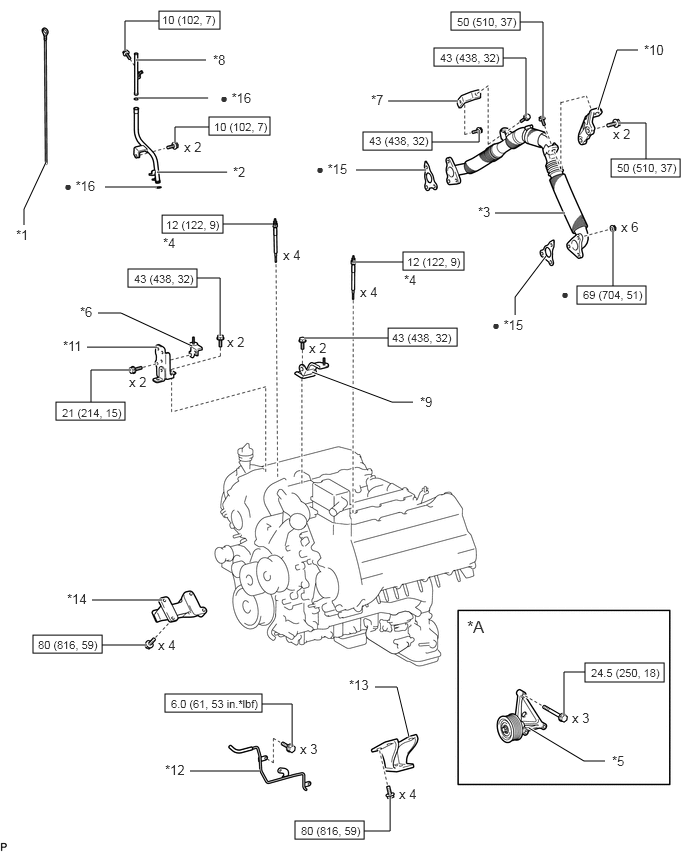 10 (102, 7)
50 (510, 37)
*8
43 (438, 32)
*10
*7
● *16
10 (102, 7)
x 2
43 (438, 32)
x 2
*2
● *15
50 (510, 37)
● *16
*3
*1
12 (122, 9)
*4
x 4
x 6
12 (122, 9)
*4
x 4
43 (438, 32)
● 69 (704, 51)
*6
● *15
*11
x 2
43 (438, 32)
x 2
x 2
21 (214, 15)
*9
*14
80 (816, 59)
x 4
*A
24.5 (250, 18)
*13
6.0 (61, 53 in.*lbf)
x 3
x 3
*12
*5
x 4
80 (816, 59)
P